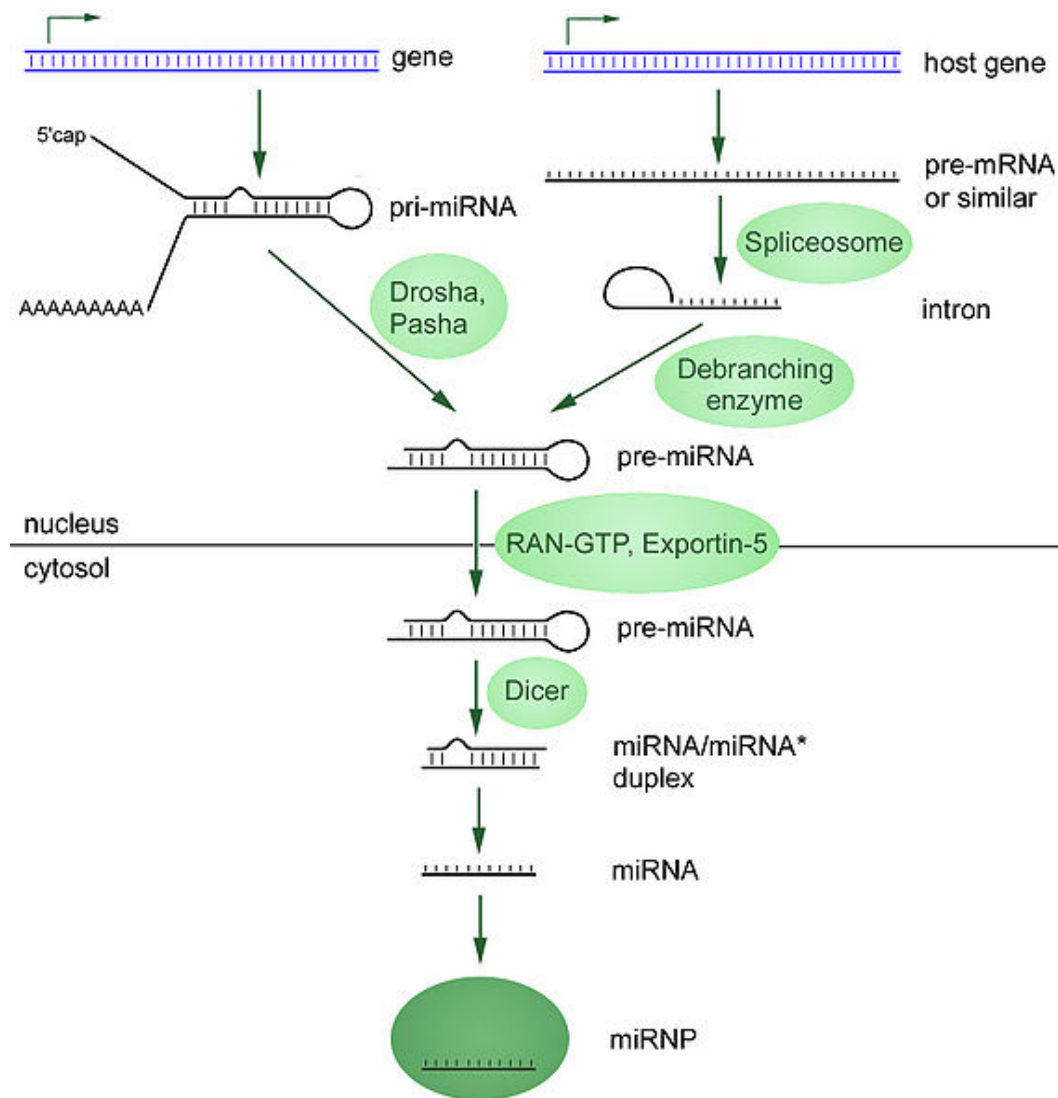 gene
host gene
5'cap
pri-miRNA
pre-mRNA
or similar
Spliceosome
AAAAAAAAA
Drosha,
Pasha
intron
Debranching
enzyme
pre-miRNA
nucleus
RAN-GTP, Exportin-5
cytosol
pre-miRNA
Dicer
miRNA/miRNA*
duplex
miRNA
miRNP